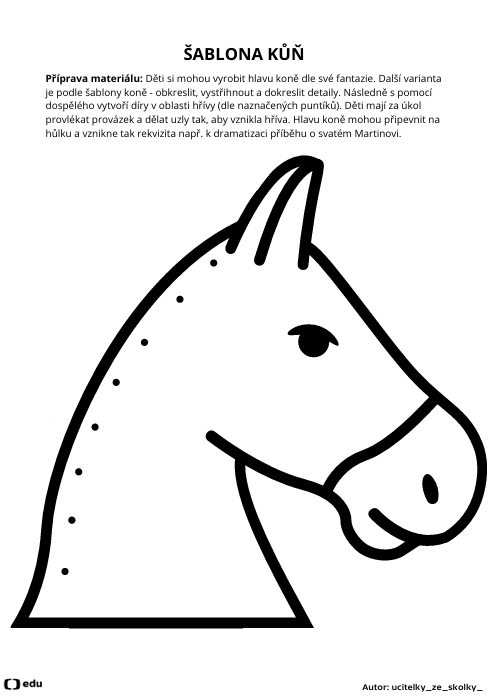 ŠABLONA KŮŇ
Příprava materiálu: Děti si mohou vyrobit hlavu koně dle své fantazie. Další varianta
je podle šablony koně - obkreslit, vystřihnout a dokreslit detaily. Následně s pomocí
dospělého vytvoří díry v oblasti hřívy (dle naznačených puntíků). Děti mají za úkol
provlékat provázek a dělat uzly tak, aby vznikla hříva. Hlavu koně mohou připevnit na
hůlku a vznikne tak rekvizita např. k dramatizaci příběhu o svatém Martinovi.
edu
Autor: ucitelky_ze_skolky_